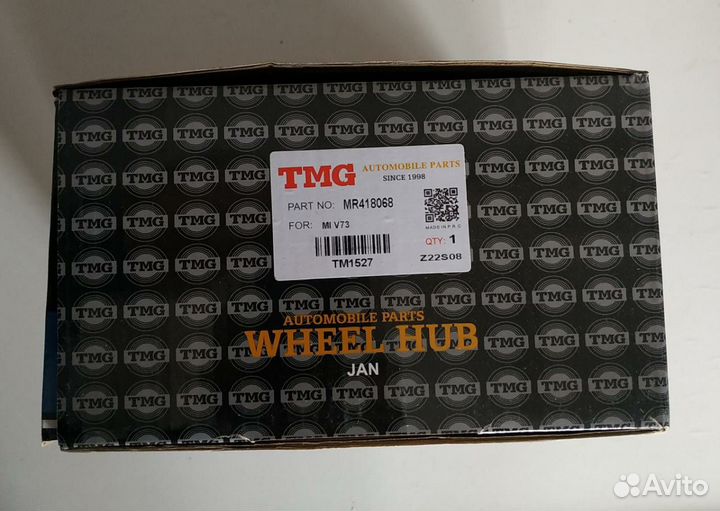 TMG AUTOMOBILE PARTS
SINCE 1998
PART NO: MR418068
FOR: MI V73
MADE IN P.R.C
QTY: 1
TM1527
Z22S08
AUTOMOBILE PARTS
WHEEL HUB
JAN
Avito